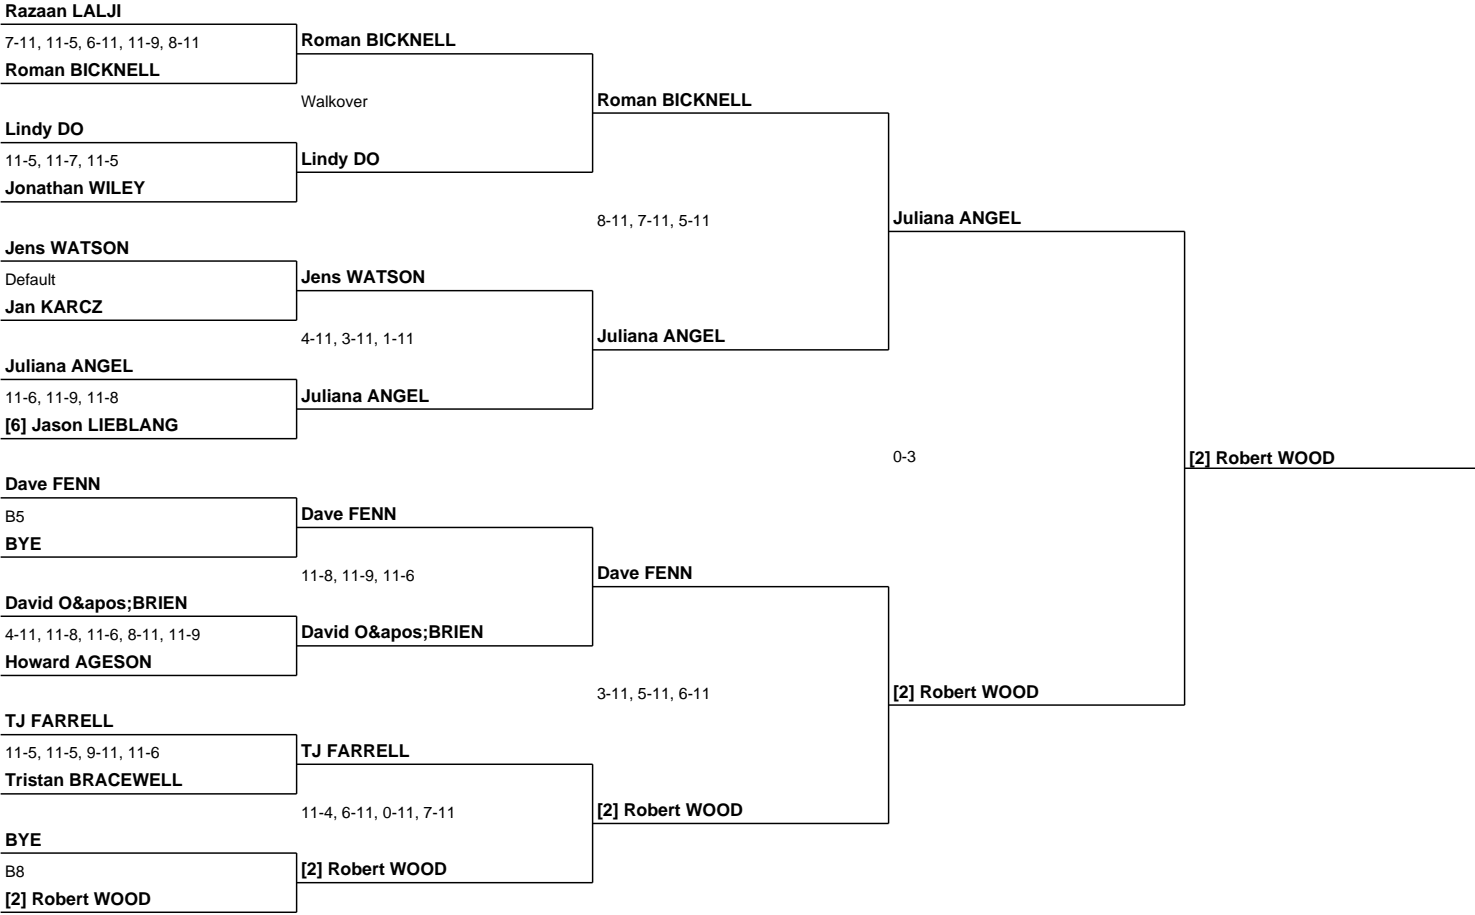 Razaan LALJI
7-11, 11-5, 6-11, 11-9, 8-11
Roman BICKNELL
Lindy DO
11-5, 11-7, 11-5
Jonathan WILEY
Jens WATSON
Default
Jan KARCZ
Juliana ANGEL
11-6, 11-9, 11-8
[6] Jason LIEBLANG
Dave FENN
B5
BYE
David O&apos;BRIEN
4-11, 11-8, 11-6, 8-11, 11-9
Howard AGESON
TJ FARRELL
11-5, 11-5, 9-11, 11-6
Tristan BRACEWELL
BYE
B8
[2] Robert WOOD
Roman BICKNELL
Walkover
Lindy DO
Jens WATSON
4-11, 3-11, 1-11
Juliana ANGEL
Dave FENN
11-8, 11-9, 11-6
David O&apos;BRIEN
TJ FARRELL
11-4, 6-11, 0-11, 7-11
[2] Robert WOOD
Roman BICKNELL
8-11, 7-11, 5-11
Juliana ANGEL
Dave FENN
3-11, 5-11, 6-11
[2] Robert WOOD
Juliana ANGEL
0-3
[2] Robert WOOD
[2] Robert WOOD